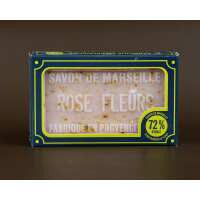 SAVON DE MARSEILLE
ROSE FLEURS
FABRIQUÉ EN PROVENCE
72%